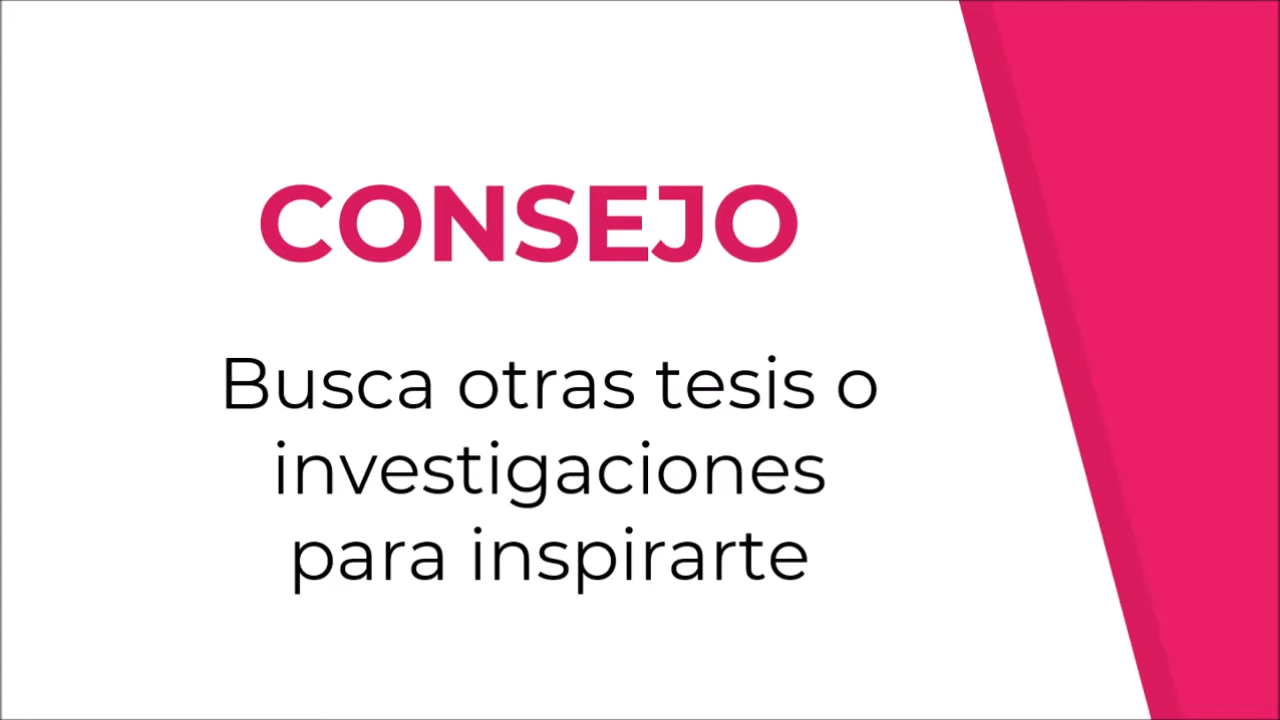 CONSEJO
Busca otras tesis o
investigaciones
para inspirarte